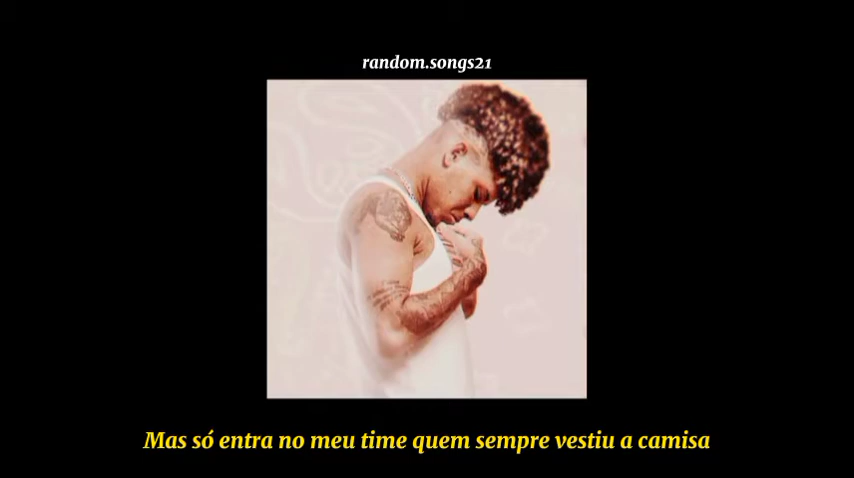 random.songs21
Mas só entra no meu time quem sempre vestiu a camisa